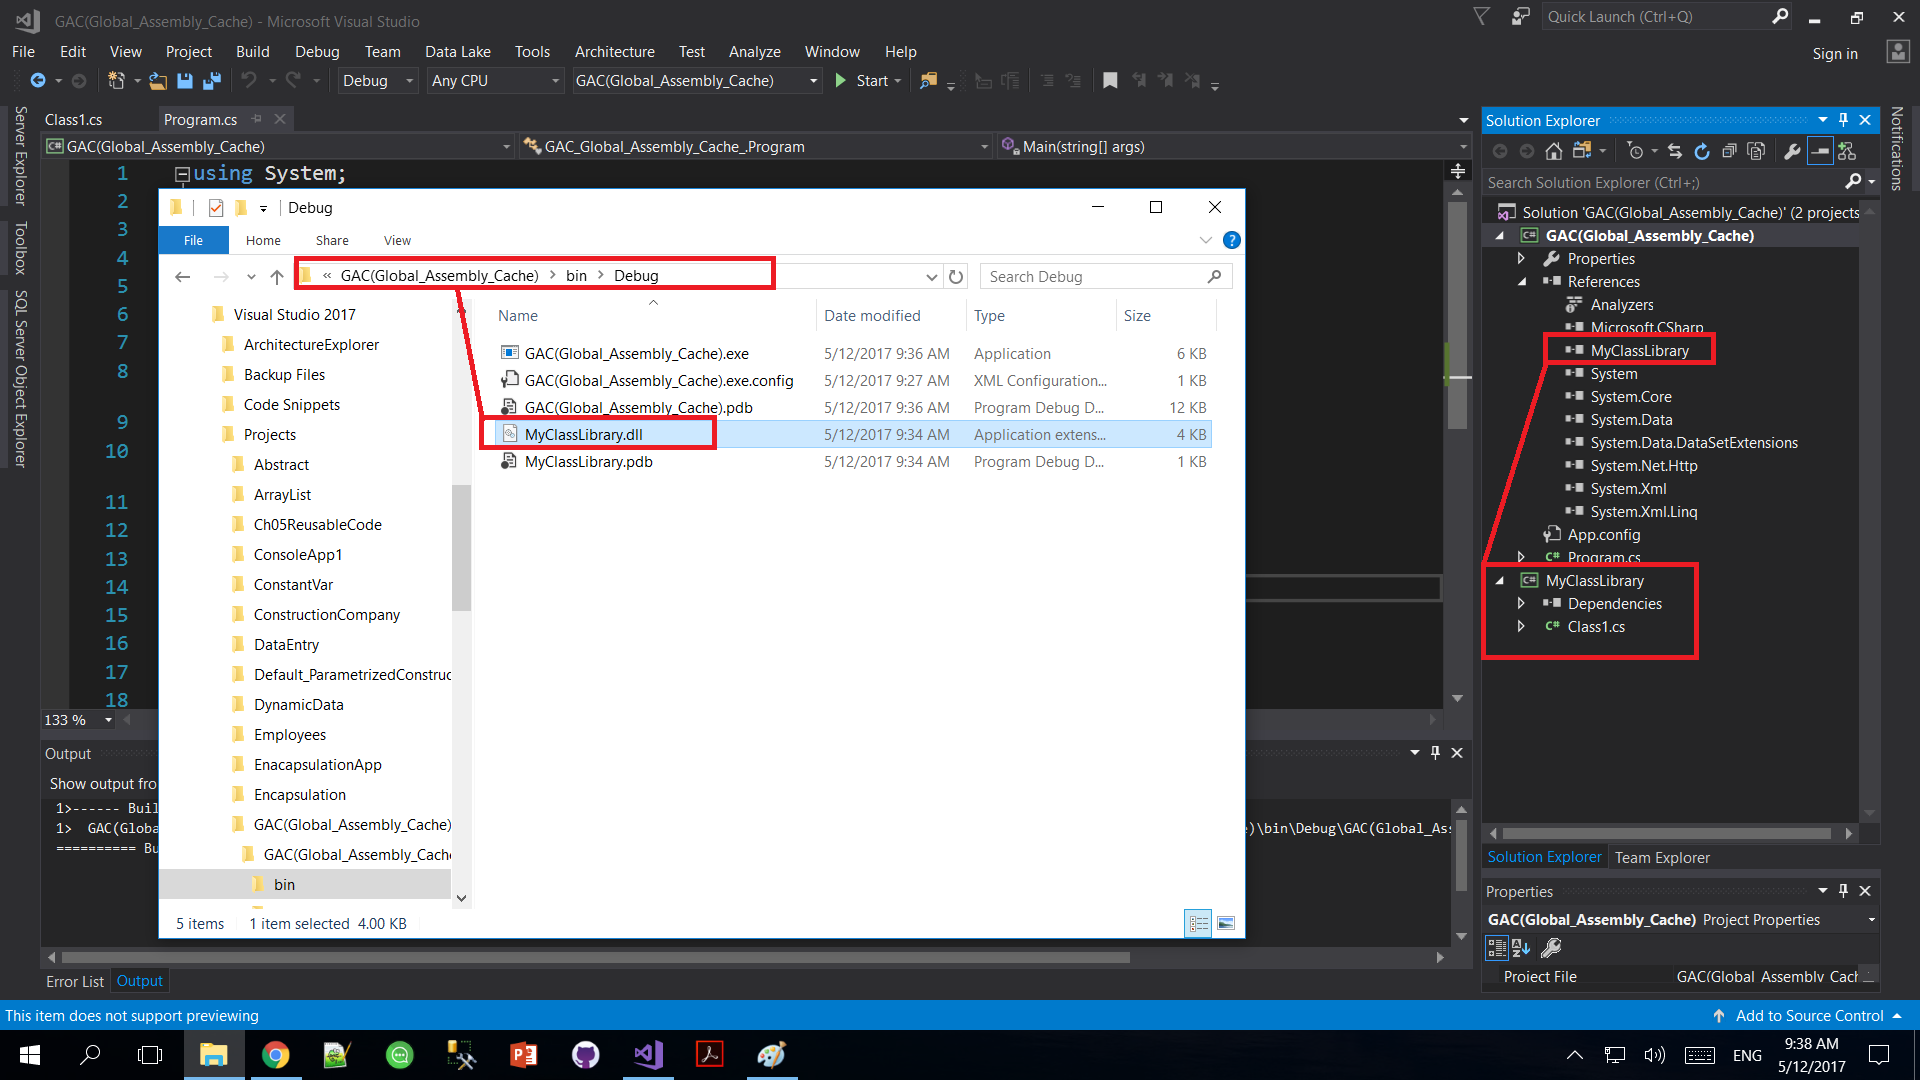 GAC(Global_Assembly_Cache) - Microsoft Visual Studio
Quick Launch (Ctrl+Q)
File Edit View Project Build Debug Team Data Lake Tools Architecture Test Analyze Window Help
Sign in
Debug Any CPU GAC(Global_Assembly_Cache) Start
Server Explorer
Toolbox
SQL Server Object Explorer
Class1.cs Program.cs
GAC(Global_Assembly_Cache) GAC_Global_Assembly_Cache_.Program Main(string[] args)
1 using System;
2
3
4
5
6
7
8
9
10
11
12
13
14
15
16
17
18
133 %
Debug
File Home Share View
« GAC(Global_Assembly_Cache) > bin > Debug
Search Debug
Visual Studio 2017
ArchitectureExplorer
Backup Files
Code Snippets
Projects
Abstract
ArrayList
Ch05ReusableCode
ConsoleApp1
ConstantVar
ConstructionCompany
DataEntry
Default_ParametrizedConstruc
DynamicData
Employees
EnacapsulationApp
Encapsulation
GAC(Global_Assembly_Cache)
GAC(Global_Assembly_Cache
bin
Name Date modified Type Size
GAC(Global_Assembly_Cache).exe 5/12/2017 9:36 AM Application 6 KB
GAC(Global_Assembly_Cache).exe.config 5/12/2017 9:27 AM XML Configuration... 1 KB
GAC(Global_Assembly_Cache).pdb 5/12/2017 9:36 AM Program Debug D... 12 KB
MyClassLibrary.dll 5/12/2017 9:34 AM Application extens... 4 KB
MyClassLibrary.pdb 5/12/2017 9:34 AM Program Debug D... 1 KB
5 items 1 item selected 4.00 KB
Output
Show output fro
1>------ Buil
1> GAC(Globa )\bin\Debug\GAC(Global_As
========== Bu
Error List Output
Solution Explorer
Search Solution Explorer (Ctrl+;)
Solution 'GAC(Global_Assembly_Cache)' (2 projects
GAC(Global_Assembly_Cache)
Properties
References
Analyzers
Microsoft.CSharp
MyClassLibrary
System
System.Core
System.Data
System.Data.DataSetExtensions
System.Net.Http
System.Xml
System.Xml.Linq
App.config
C# Program.cs
C# MyClassLibrary
Dependencies
C# Class1.cs
Solution Explorer Team Explorer
Properties
GAC(Global_Assembly_Cache) Project Properties
Project File GAC(Global_Assembly_Cach
Notifications
This item does not support previewing
Add to Source Control
ENG
9:38 AM
5/12/2017